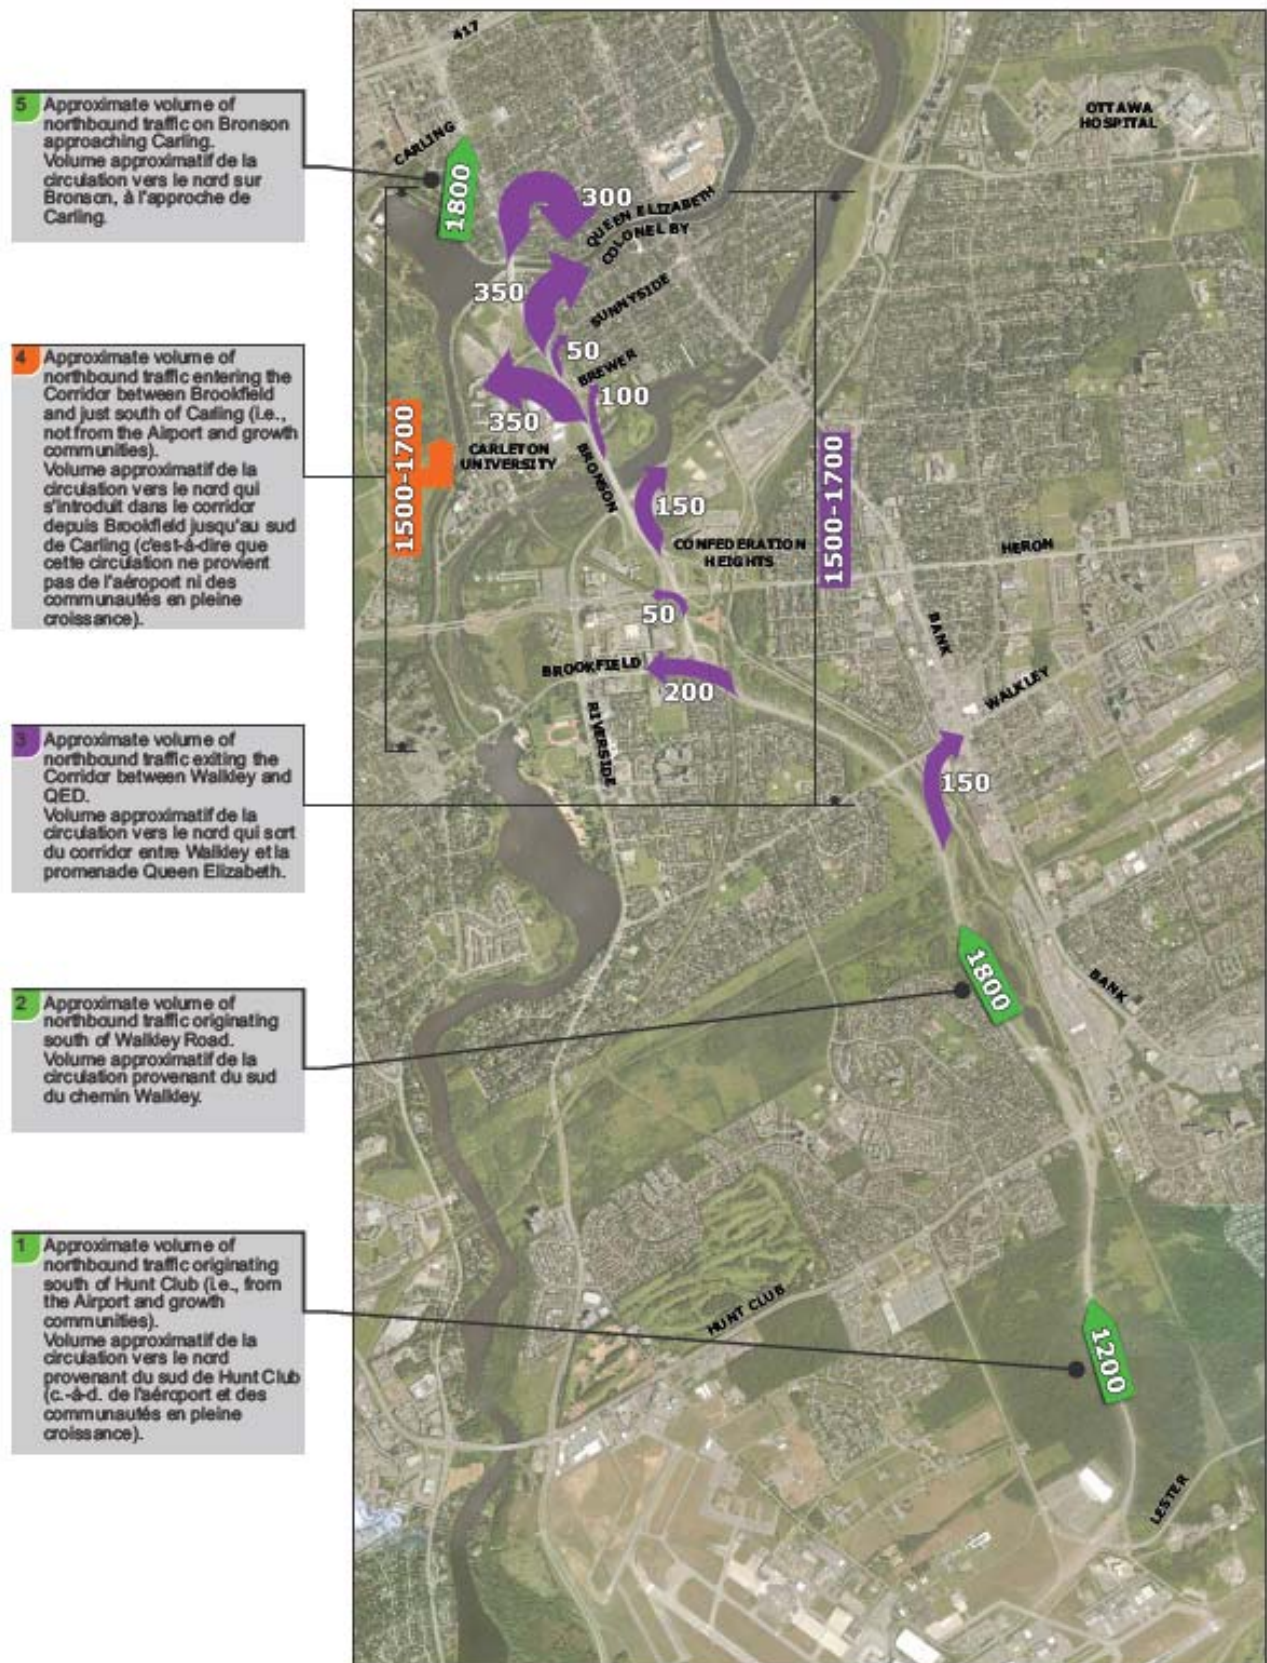 5
Approximate volume of
northbound traffic on Bronson
approaching Carling.
Volume approximatif de la
circulation vers le nord sur
Bronson, à l'approche de
Carling.
4
Approximate volume of
northbound traffic entering the
Corridor between Brookfield
and just south of Carling (i.e.,
not from the Airport and growth
communities).
Volume approximatif de la
circulation vers le nord qui
s'introduit dans le corridor
depuis Brookfield jusqu'au sud
de Carling (c'est-à-dire que
cette circulation ne provient
pas de l'aéroport ni des
communautés en pleine
croissance).
3
Approximate volume of
northbound traffic exiting the
Corridor between Walkley and
QED.
Volume approximatif de la
circulation vers le nord qui sort
du corridor entre Walkley et la
promenade Queen Elizabeth.
2
Approximate volume of
northbound traffic originating
south of Walkley Road.
Volume approximatif de la
circulation provenant du sud
du chemin Walkley.
1
Approximate volume of
northbound traffic originating
south of Hunt Club (i.e., from
the Airport and growth
communities).
Volume approximatif de la
circulation vers le nord
provenant du sud de Hunt Club
(c.-à-d. de l'aéroport et des
communautés en pleine
croissance).
417
OTTAWA
HOSPITAL
CARLING
1800
300
QUEEN ELIZABETH
COLONEL BY
350
SUNNYSIDE
50
BREWER
100
350
CARLETON
UNIVERSITY
BRONSON
1500-1700
150
1500-1700
CONFEDERATION
HEIGHTS
HERON
50
BANK
BROOKFIELD
200
WALKLEY
RIVERSIDE
150
1800
BANK
HUNT CLUB
1200
LESTER